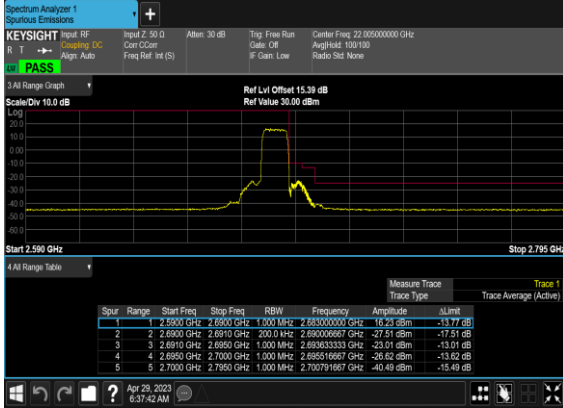 Spectrum Analyzer 1
Spurious Emissions
+
KEYSIGHT Input: RF Input Z: 50 Ω Atten: 30 dB Trig: Free Run Center Freq: 22.005000000 GHz
R T Coupling: DC Corr CCorr Gate: Off Avg|Hold: 100/100
Align: Auto Freq Ref: Int (S) IF Gain: Low Radio Std: None
PASS
3 All Range Graph Ref Lvl Offset 15.39 dB
Scale/Div 10.0 dB Ref Value 30.00 dBm
Log
20.0
10.0
0.00
-10.0
-20.0
-30.0
-40.0
-50.0
-60.0
Start 2.590 GHz Stop 2.795 GHz
4 All Range Table
Measure Trace Trace 1
Trace Type Trace Average (Active)
Spur Range Start Freq Stop Freq RBW Frequency Amplitude ΔLimit
1 1 2.5900 GHz 2.6900 GHz 1.000 MHz 2.683000000 GHz 16.23 dBm -13.77 dB
2 2 2.6900 GHz 2.6910 GHz 200.0 kHz 2.690006667 GHz -27.51 dBm -17.51 dB
3 3 2.6910 GHz 2.6950 GHz 1.000 MHz 2.693633333 GHz -23.01 dBm -13.01 dB
4 4 2.6950 GHz 2.7000 GHz 1.000 MHz 2.695516667 GHz -26.62 dBm -13.62 dB
5 5 2.7000 GHz 2.7950 GHz 1.000 MHz 2.700791667 GHz -40.49 dBm -15.49 dB
? Apr 29, 2023
6:37:42 AM